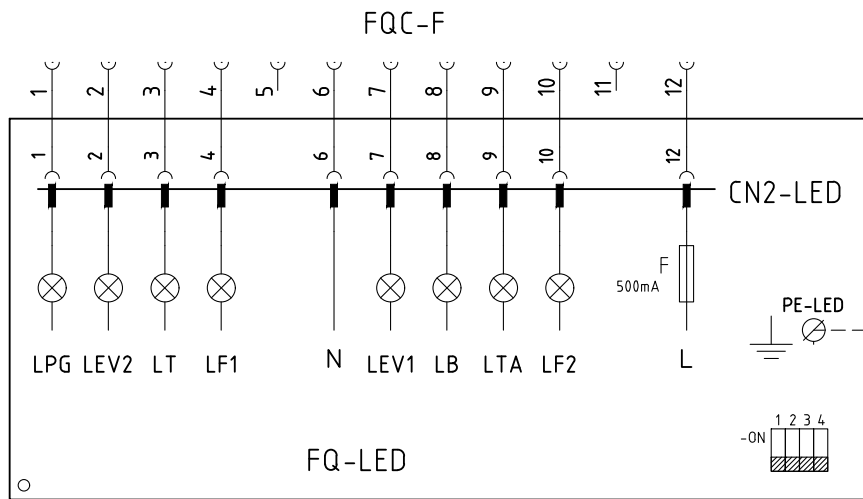 FQC-F
1 2 3 4 5 6 7 8 9 10 11 12
1 2 3 4 6 7 8 9 10 12
CN2-LED
F
500mA
PE-LED
LPG LEV2 LT LF1 N LEV1 LB LTA LF2 L
1 2 3 4
-ON
FQ-LED